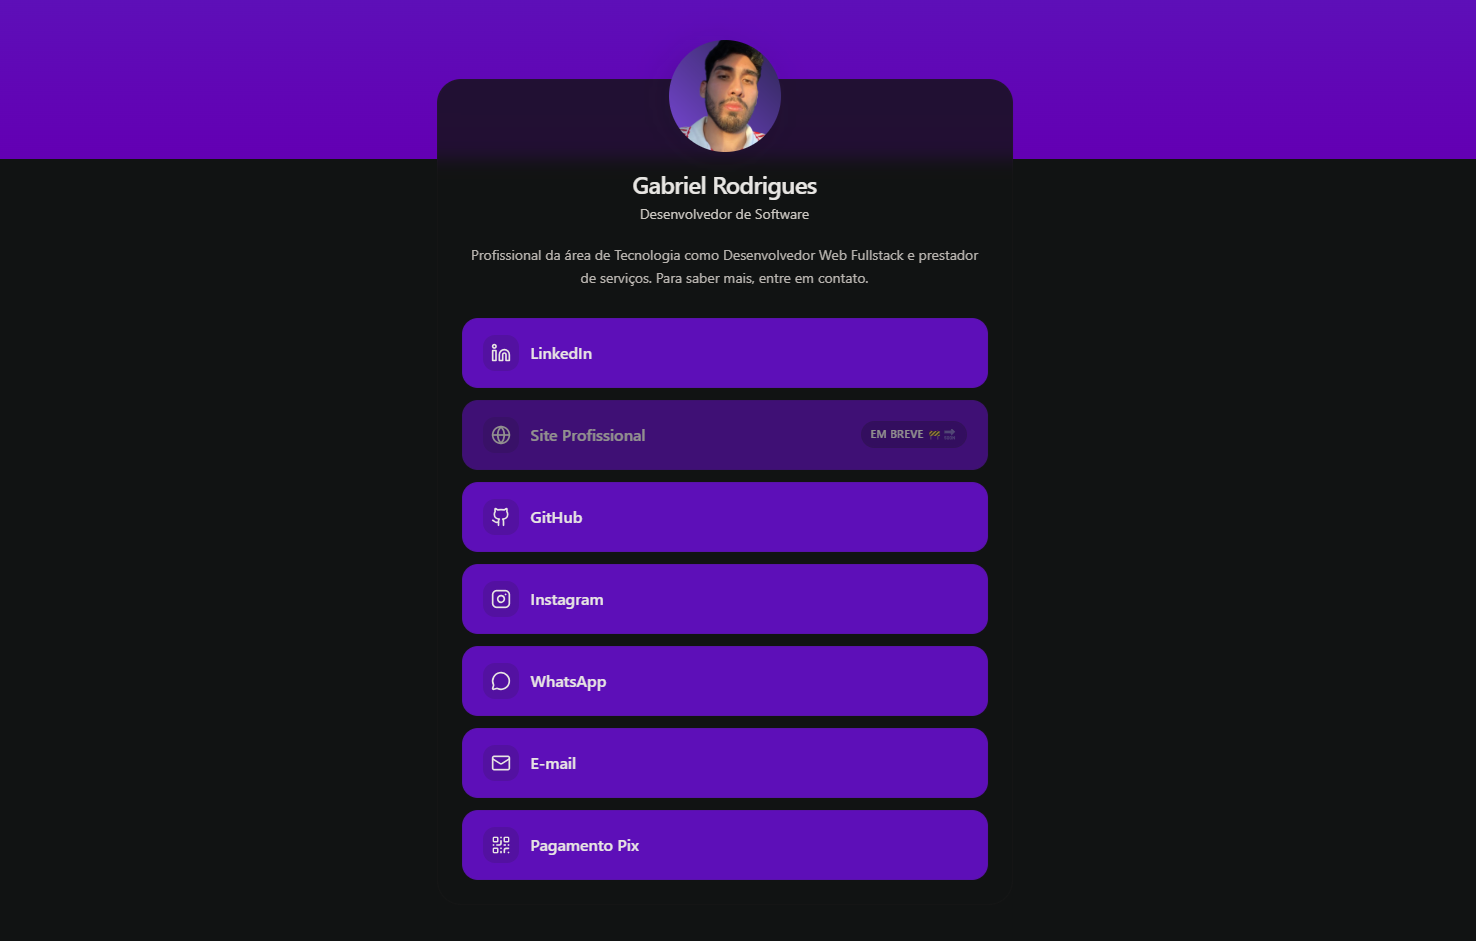 Gabriel Rodrigues
Desenvolvedor de Software
Profissional da área de Tecnologia como Desenvolvedor Web Fullstack e prestador
de serviços. Para saber mais, entre em contato.
LinkedIn
Site Profissional
EM BREVE 🚧 🔜
GitHub
Instagram
WhatsApp
E-mail
Pagamento Pix